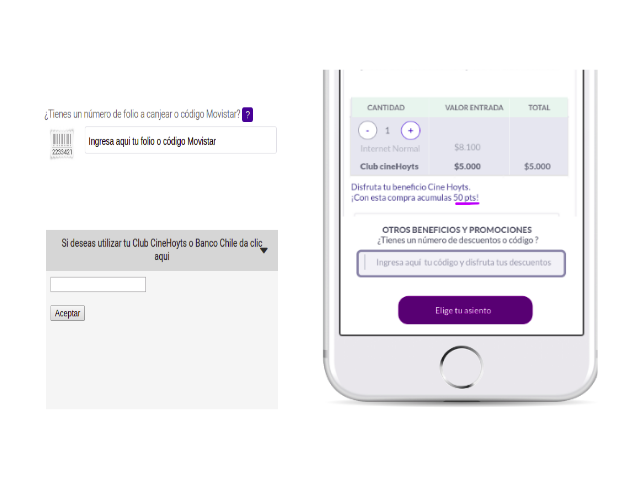 ¿Tienes un número de folio a canjear o código Movistar? ?
2233421
Ingresa aqui tu folio o código Movistar
Si deseas utilizar tu Club CineHoyts o Banco Chile da clic
aquí
Aceptar
CANTIDAD VALOR ENTRADA TOTAL
- 1 +
Internet Normal $8.100
Club cineHoyts $5.000 $5.000
Disfruta tu beneficio Cine Hoyts.
¡Con esta compra acumulas 50 pts!
OTROS BENEFICIOS Y PROMOCIONES
¿Tienes un número de descuentos o código ?
Ingresa aquí tu código y disfruta tus descuentos
Elige tu asiento